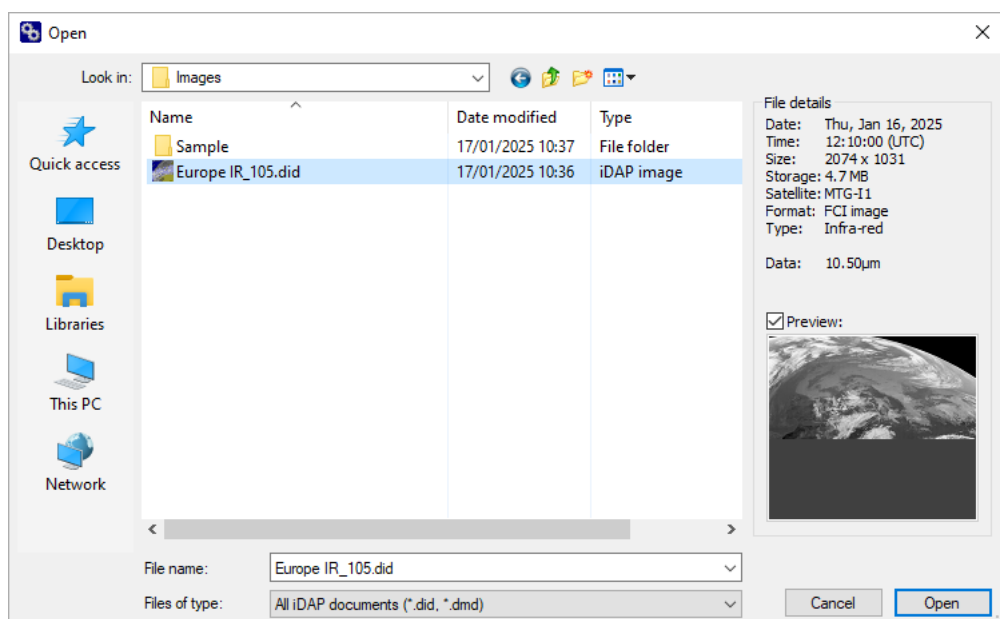 Open
Look in: Images
Quick access
Desktop
Libraries
This PC
Network
Name Date modified Type
Sample 17/01/2025 10:37 File folder
Europe IR_105.did 17/01/2025 10:36 iDAP image
File details
Date: Thu, Jan 16, 2025
Time: 12:10:00 (UTC)
Size: 2074 x 1031
Storage: 4.7 MB
Satellite: MTG-I1
Format: FCI image
Type: Infra-red
Data: 10.50µm
Preview:
File name: Europe IR_105.did
Files of type: All iDAP documents (*.did, *.dmd)
Cancel Open